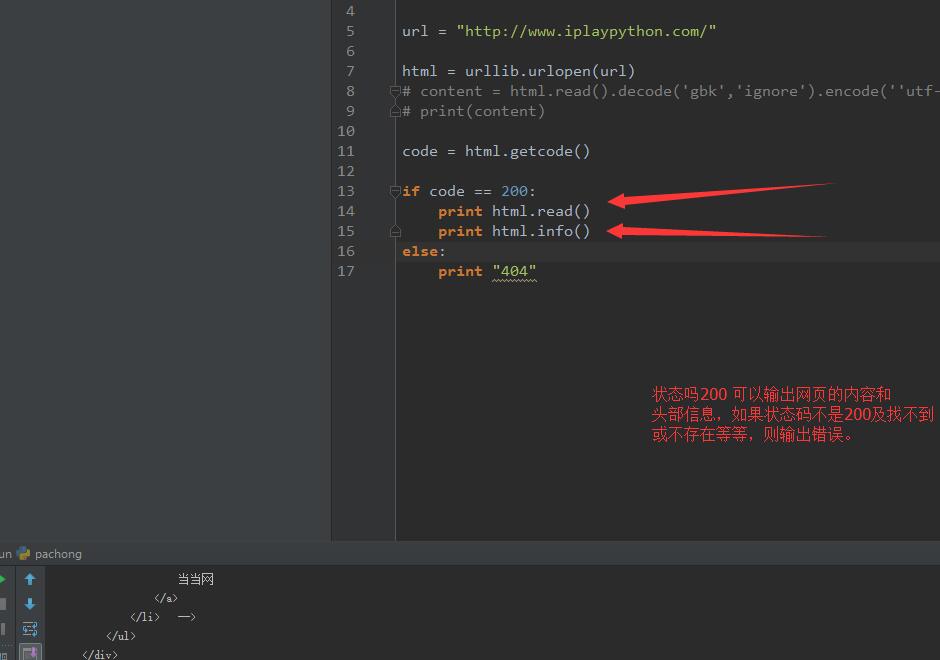 4
5 url = "http://www.iplaypython.com/"
6
7 html = urllib.urlopen(url)
8 # content = html.read().decode('gbk','ignore').encode(''utf-
9 # print(content)
10
11 code = html.getcode()
12
13 if code == 200:
14 print html.read()
15 print html.info()
16 else:
17 print "404"
状态吗200 可以输出网页的内容和
头部信息，如果状态码不是200及找不到
或不存在等等，则输出错误。
un pachong
当当网
</a>
</li> -->
</ul>
</div>